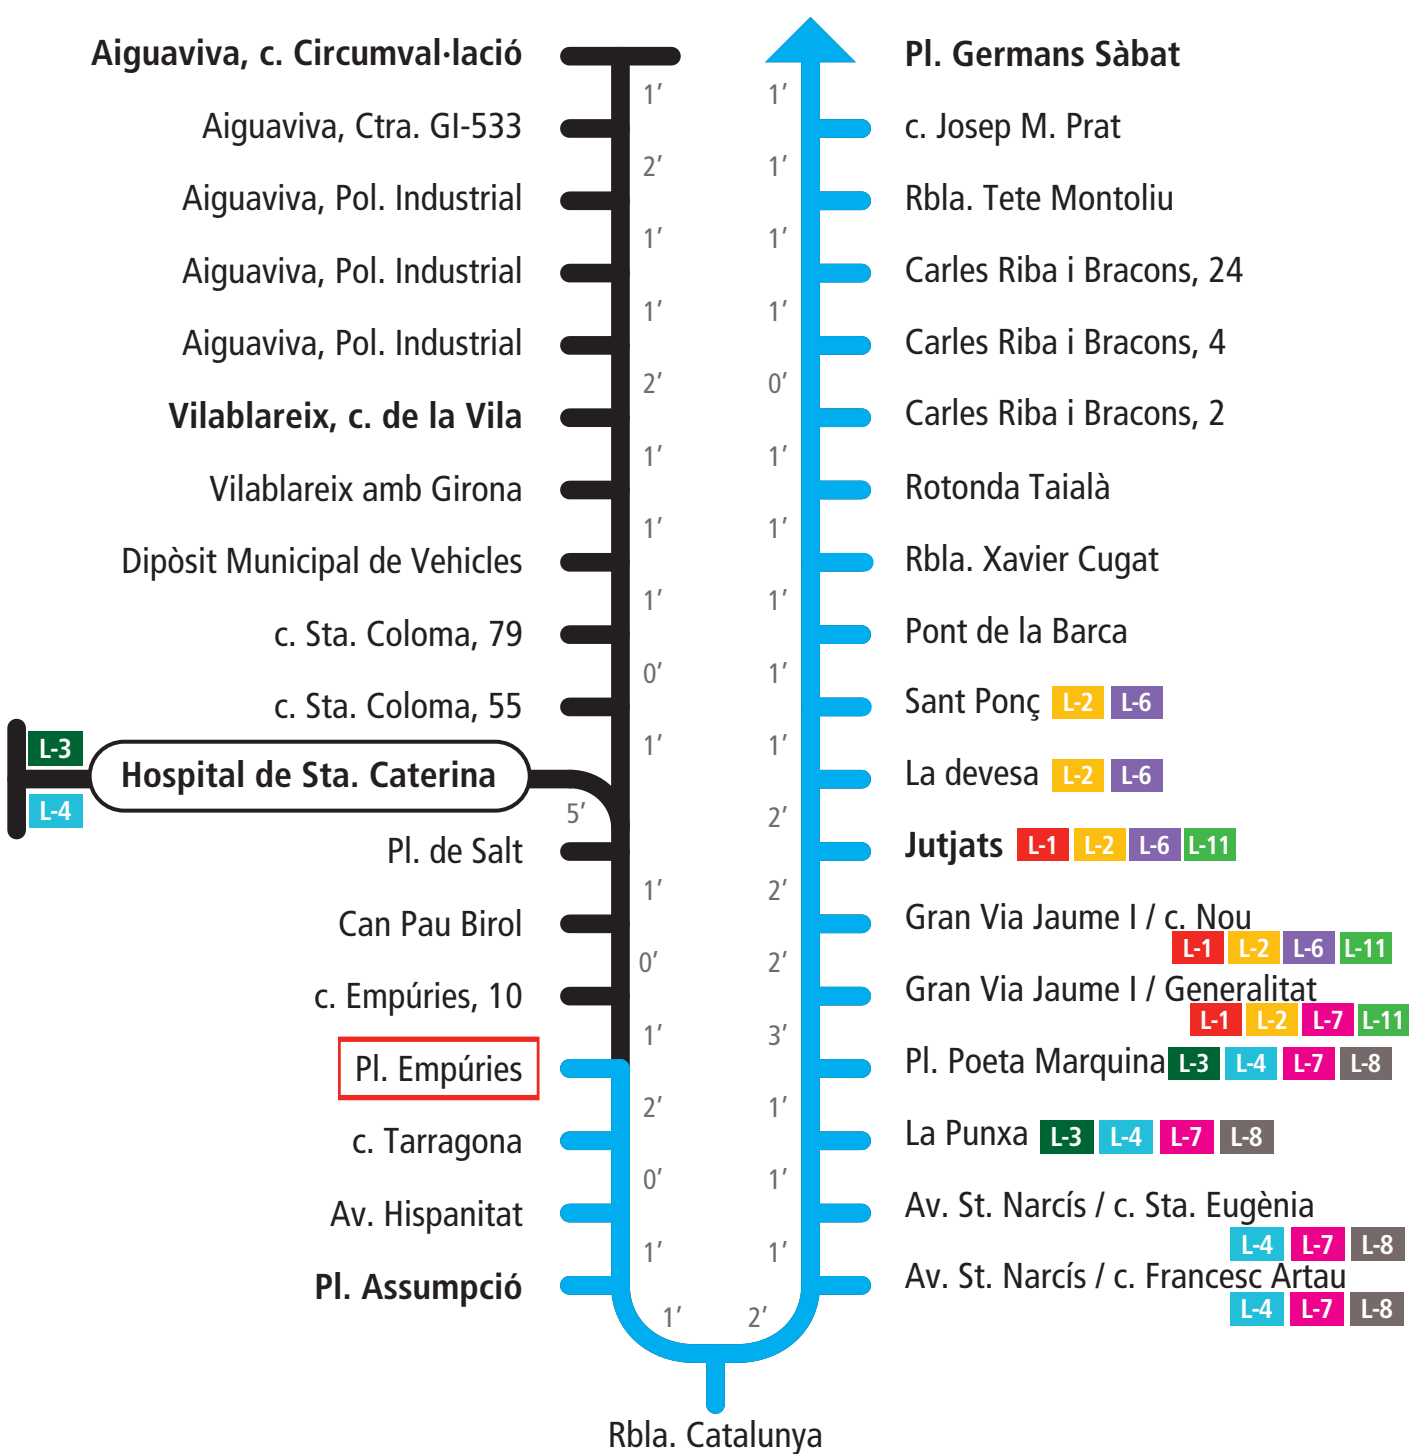 Aiguaviva, c. Circumval·lació
1’
Aiguaviva, Ctra. GI-533
2’
Aiguaviva, Pol. Industrial
1’
Aiguaviva, Pol. Industrial
1’
Aiguaviva, Pol. Industrial
2’
Vilablareix, c. de la Vila
1’
Vilablareix amb Girona
1’
Dipòsit Municipal de Vehicles
1’
c. Sta. Coloma, 79
0’
c. Sta. Coloma, 55
1’
L-3
Hospital de Sta. Caterina
L-4
5’
Pl. de Salt
1’
Can Pau Birol
0’
c. Empúries, 10
1’
Pl. Empúries
2’
c. Tarragona
0’
Av. Hispanitat
1’
Pl. Assumpció
1’
Rbla. Catalunya
2’
Pl. Germans Sàbat
1’
c. Josep M. Prat
1’
Rbla. Tete Montoliu
1’
Carles Riba i Bracons, 24
1’
Carles Riba i Bracons, 4
0’
Carles Riba i Bracons, 2
1’
Rotonda Taialà
1’
Rbla. Xavier Cugat
1’
Pont de la Barca
1’
Sant Ponç L-2 L-6
1’
La devesa L-2 L-6
2’
Jutjats L-1 L-2 L-6 L-11
2’
Gran Via Jaume I / c. Nou
L-1 L-2 L-6 L-11
2’
Gran Via Jaume I / Generalitat
L-1 L-2 L-7 L-11
3’
Pl. Poeta Marquina L-3 L-4 L-7 L-8
1’
La Punxa L-3 L-4 L-7 L-8
1’
Av. St. Narcís / c. Sta. Eugènia
L-4 L-7 L-8
1’
Av. St. Narcís / c. Francesc Artau
L-4 L-7 L-8